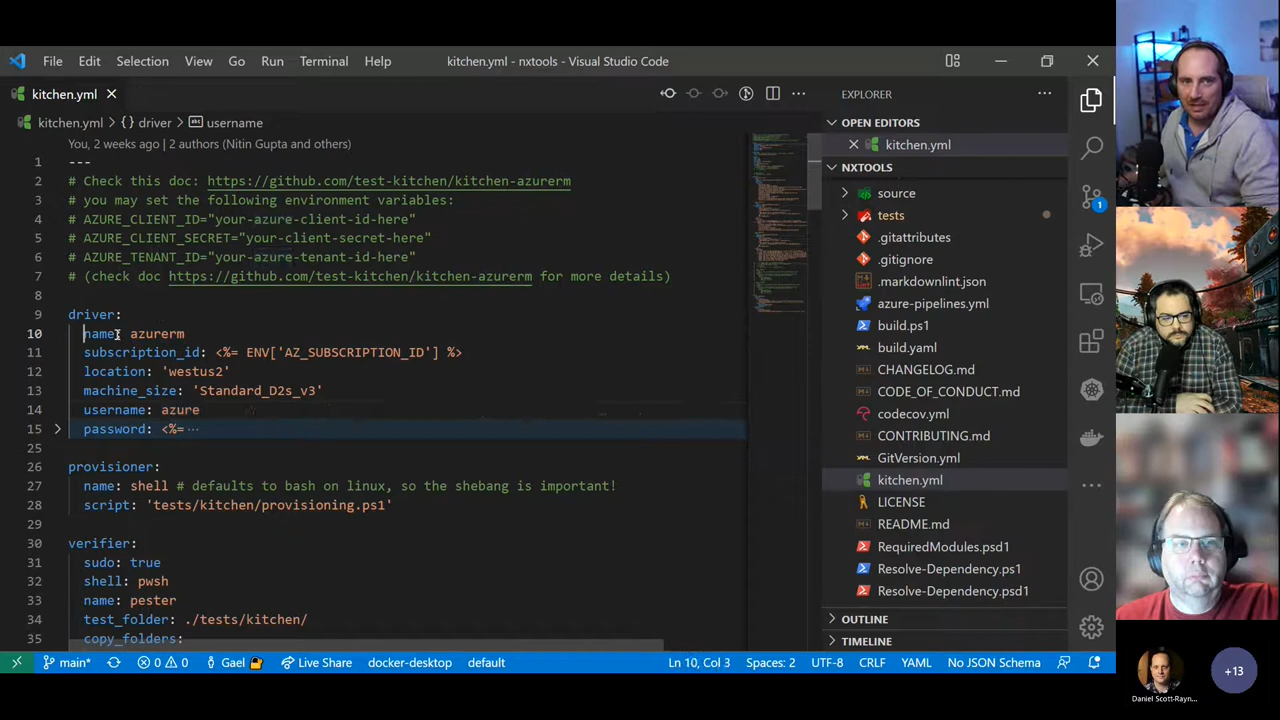 File Edit Selection View Go Run Terminal Help
kitchen.yml - nxtools - Visual Studio Code
kitchen.yml
kitchen.yml > {} driver > username
You, 2 weeks ago | 2 authors (Nitin Gupta and others)
1 ---
2 # Check this doc: https://github.com/test-kitchen/kitchen-azurerm
3 # you may set the following environment variables:
4 # AZURE_CLIENT_ID="your-azure-client-id-here"
5 # AZURE_CLIENT_SECRET="your-client-secret-here"
6 # AZURE_TENANT_ID="your-azure-tenant-id-here"
7 # (check doc https://github.com/test-kitchen/kitchen-azurerm for more details)
8
9 driver:
10 name: azurerm
11 subscription_id: <%= ENV['AZ_SUBSCRIPTION_ID'] %>
12 location: 'westus2'
13 machine_size: 'Standard_D2s_v3'
14 username: azure
15 password: <%= ···
25
26 provisioner:
27 name: shell # defaults to bash on linux, so the shebang is important!
28 script: 'tests/kitchen/provisioning.ps1'
29
30 verifier:
31 sudo: true
32 shell: pwsh
33 name: pester
34 test_folder: ./tests/kitchen/
35 copy_folders:
EXPLORER
OPEN EDITORS
kitchen.yml
NXTOOLS
source
tests
.gitattributes
.gitignore
.markdownlint.json
azure-pipelines.yml
build.ps1
build.yaml
CHANGELOG.md
CODE_OF_CONDUCT.md
codecov.yml
CONTRIBUTING.md
GitVersion.yml
kitchen.yml
LICENSE
README.md
RequiredModules.psd1
Resolve-Dependency.ps1
Resolve-Dependency.psd1
OUTLINE
TIMELINE
1
main* 0 0 Gael Live Share docker-desktop default Ln 10, Col 3 Spaces: 2 UTF-8 CRLF YAML No JSON Schema
Daniel Scott-Rayn...
+13